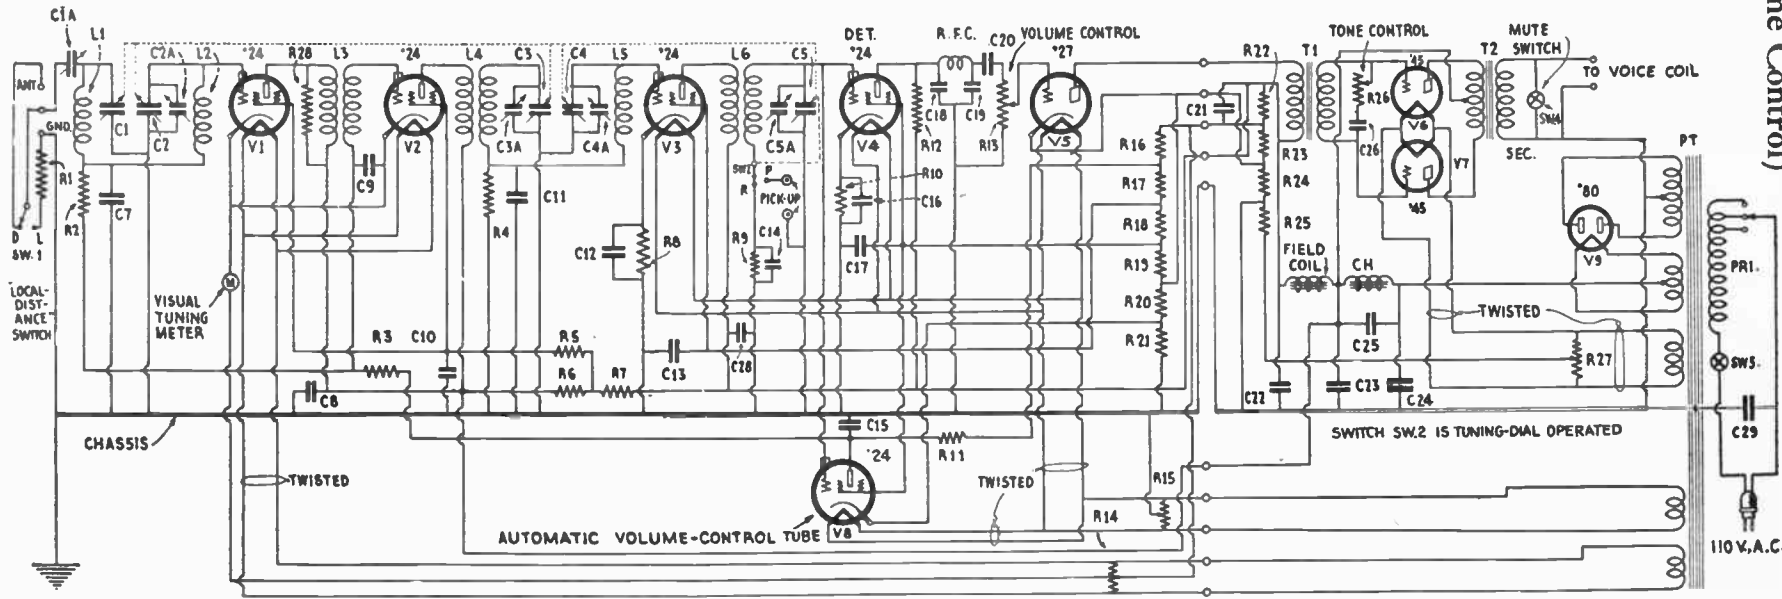 ne Control)
C1A
L1
C2A
L2
'24
R28
L3
'24
L4
C3
C4
L5
'24
L6
C5
DET.
'24
R.F.C.
C20
VOLUME CONTROL
'27
R22
T1
TONE CONTROL
'45
T2
MUTE
SWITCH
TO VOICE COIL
ANT.
GND.
C1
C2
V1
V2
C3A
C4A
V3
C5A
V4
C18
C19
R12
R13
V5
C21
R16
R23
R26
C26
V6
V7
'45
SW4
SEC.
PT
R1
R2
C7
C9
R4
C11
SW2
P
R
PICK-UP
R10
C16
R17
R24
R18
R25
D
L
SW.1
"LOCAL-
DIST-
ANCE"
SWITCH
M
VISUAL
TUNING
METER
C12
R8
R9
C14
C17
R19
R20
R21
FIELD
COIL
CH
'80
V9
PRI.
TWISTED
R3
C10
R5
R6
R7
C13
C28
C25
R27
SW5
C8
C22
C23
C24
C29
CHASSIS
C15
'24
R11
SWITCH SW.2 IS TUNING-DIAL OPERATED
TWISTED
TWISTED
R15
R14
AUTOMATIC VOLUME-CONTROL TUBE
V8
110 V., A.C.